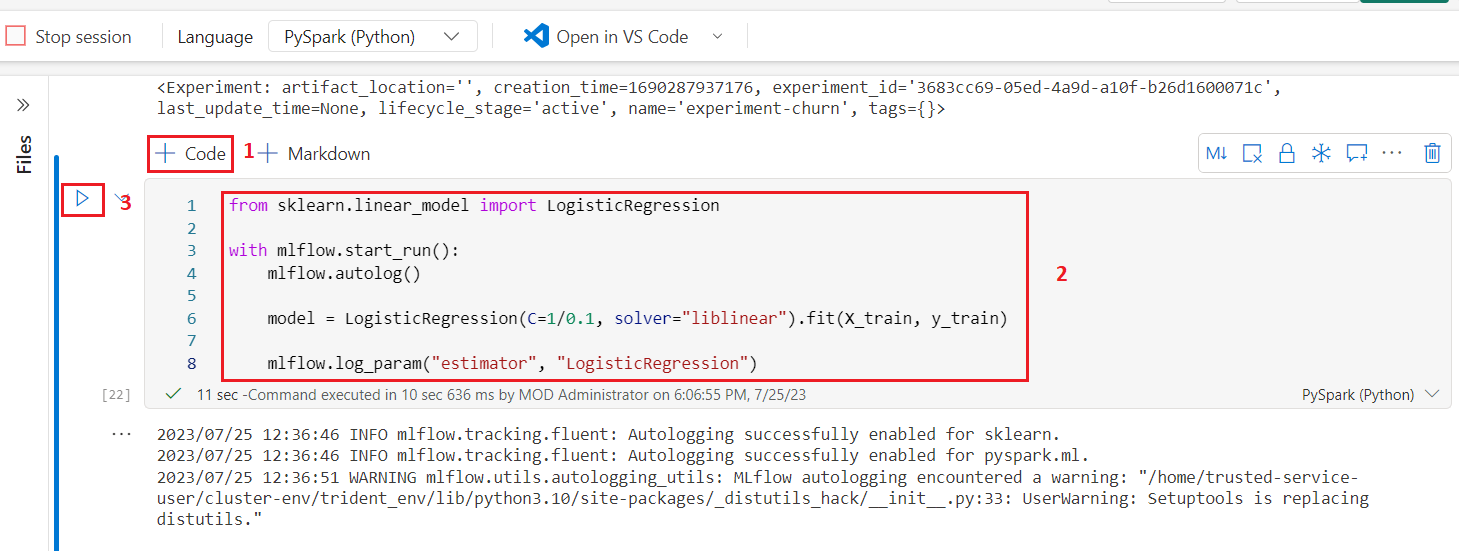 Stop session Language PySpark (Python) Open in VS Code
<Experiment: artifact_location='', creation_time=1690287937176, experiment_id='3683cc69-05ed-4a9d-a10f-b26d1600071c',
last_update_time=None, lifecycle_stage='active', name='experiment-churn', tags={}>
Files
+ Code 1 + Markdown M↓ ...
3
1 from sklearn.linear_model import LogisticRegression
2
3 with mlflow.start_run():
4 mlflow.autolog()
2
5
6 model = LogisticRegression(C=1/0.1, solver="liblinear").fit(X_train, y_train)
7
8 mlflow.log_param("estimator", "LogisticRegression")
[22] 11 sec -Command executed in 10 sec 636 ms by MOD Administrator on 6:06:55 PM, 7/25/23 PySpark (Python)
... 2023/07/25 12:36:46 INFO mlflow.tracking.fluent: Autologging successfully enabled for sklearn.
2023/07/25 12:36:46 INFO mlflow.tracking.fluent: Autologging successfully enabled for pyspark.ml.
2023/07/25 12:36:51 WARNING mlflow.utils.autologging_utils: MLflow autologging encountered a warning: "/home/trusted-service-
user/cluster-env/trident_env/lib/python3.10/site-packages/_distutils_hack/__init__.py:33: UserWarning: Setuptools is replacing
distutils."